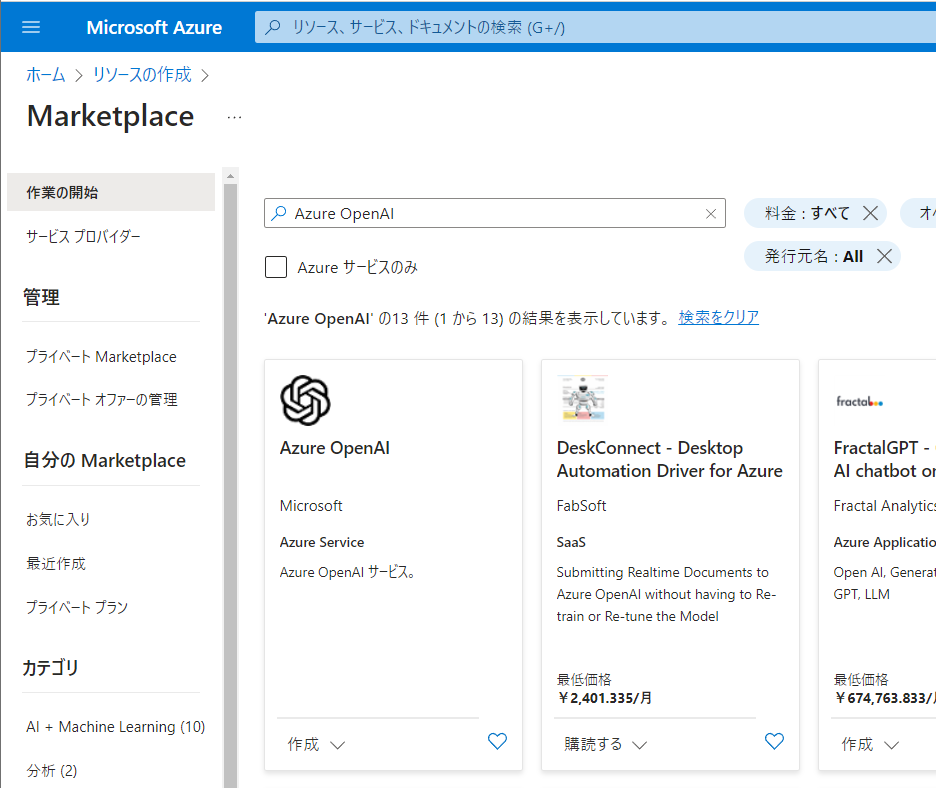 Microsoft Azure
リソース、サービス、ドキュメントの検索 (G+/)
ホーム > リソースの作成 >
Marketplace ...
作業の開始
サービス プロバイダー
管理
プライベート Marketplace
プライベート オファーの管理
自分の Marketplace
お気に入り
最近作成
プライベート プラン
カテゴリ
AI + Machine Learning (10)
分析 (2)
Azure OpenAI
料金 : すべて
オペ
発行元名 : All
Azure サービスのみ
'Azure OpenAI' の13 件 (1 から 13) の結果を表示しています。 検索をクリア
Azure OpenAI
Microsoft
Azure Service
Azure OpenAI サービス。
作成
DeskConnect - Desktop
Automation Driver for Azure
FabSoft
SaaS
Submitting Realtime Documents to
Azure OpenAI without having to Re-
train or Re-tune the Model
最低価格
¥2,401.335/月
購読する
fractal
FractalGPT -
AI chatbot on
Fractal Analytics
Azure Applicatio
Open AI, Generat
GPT, LLM
最低価格
¥674,763.833/月
作成